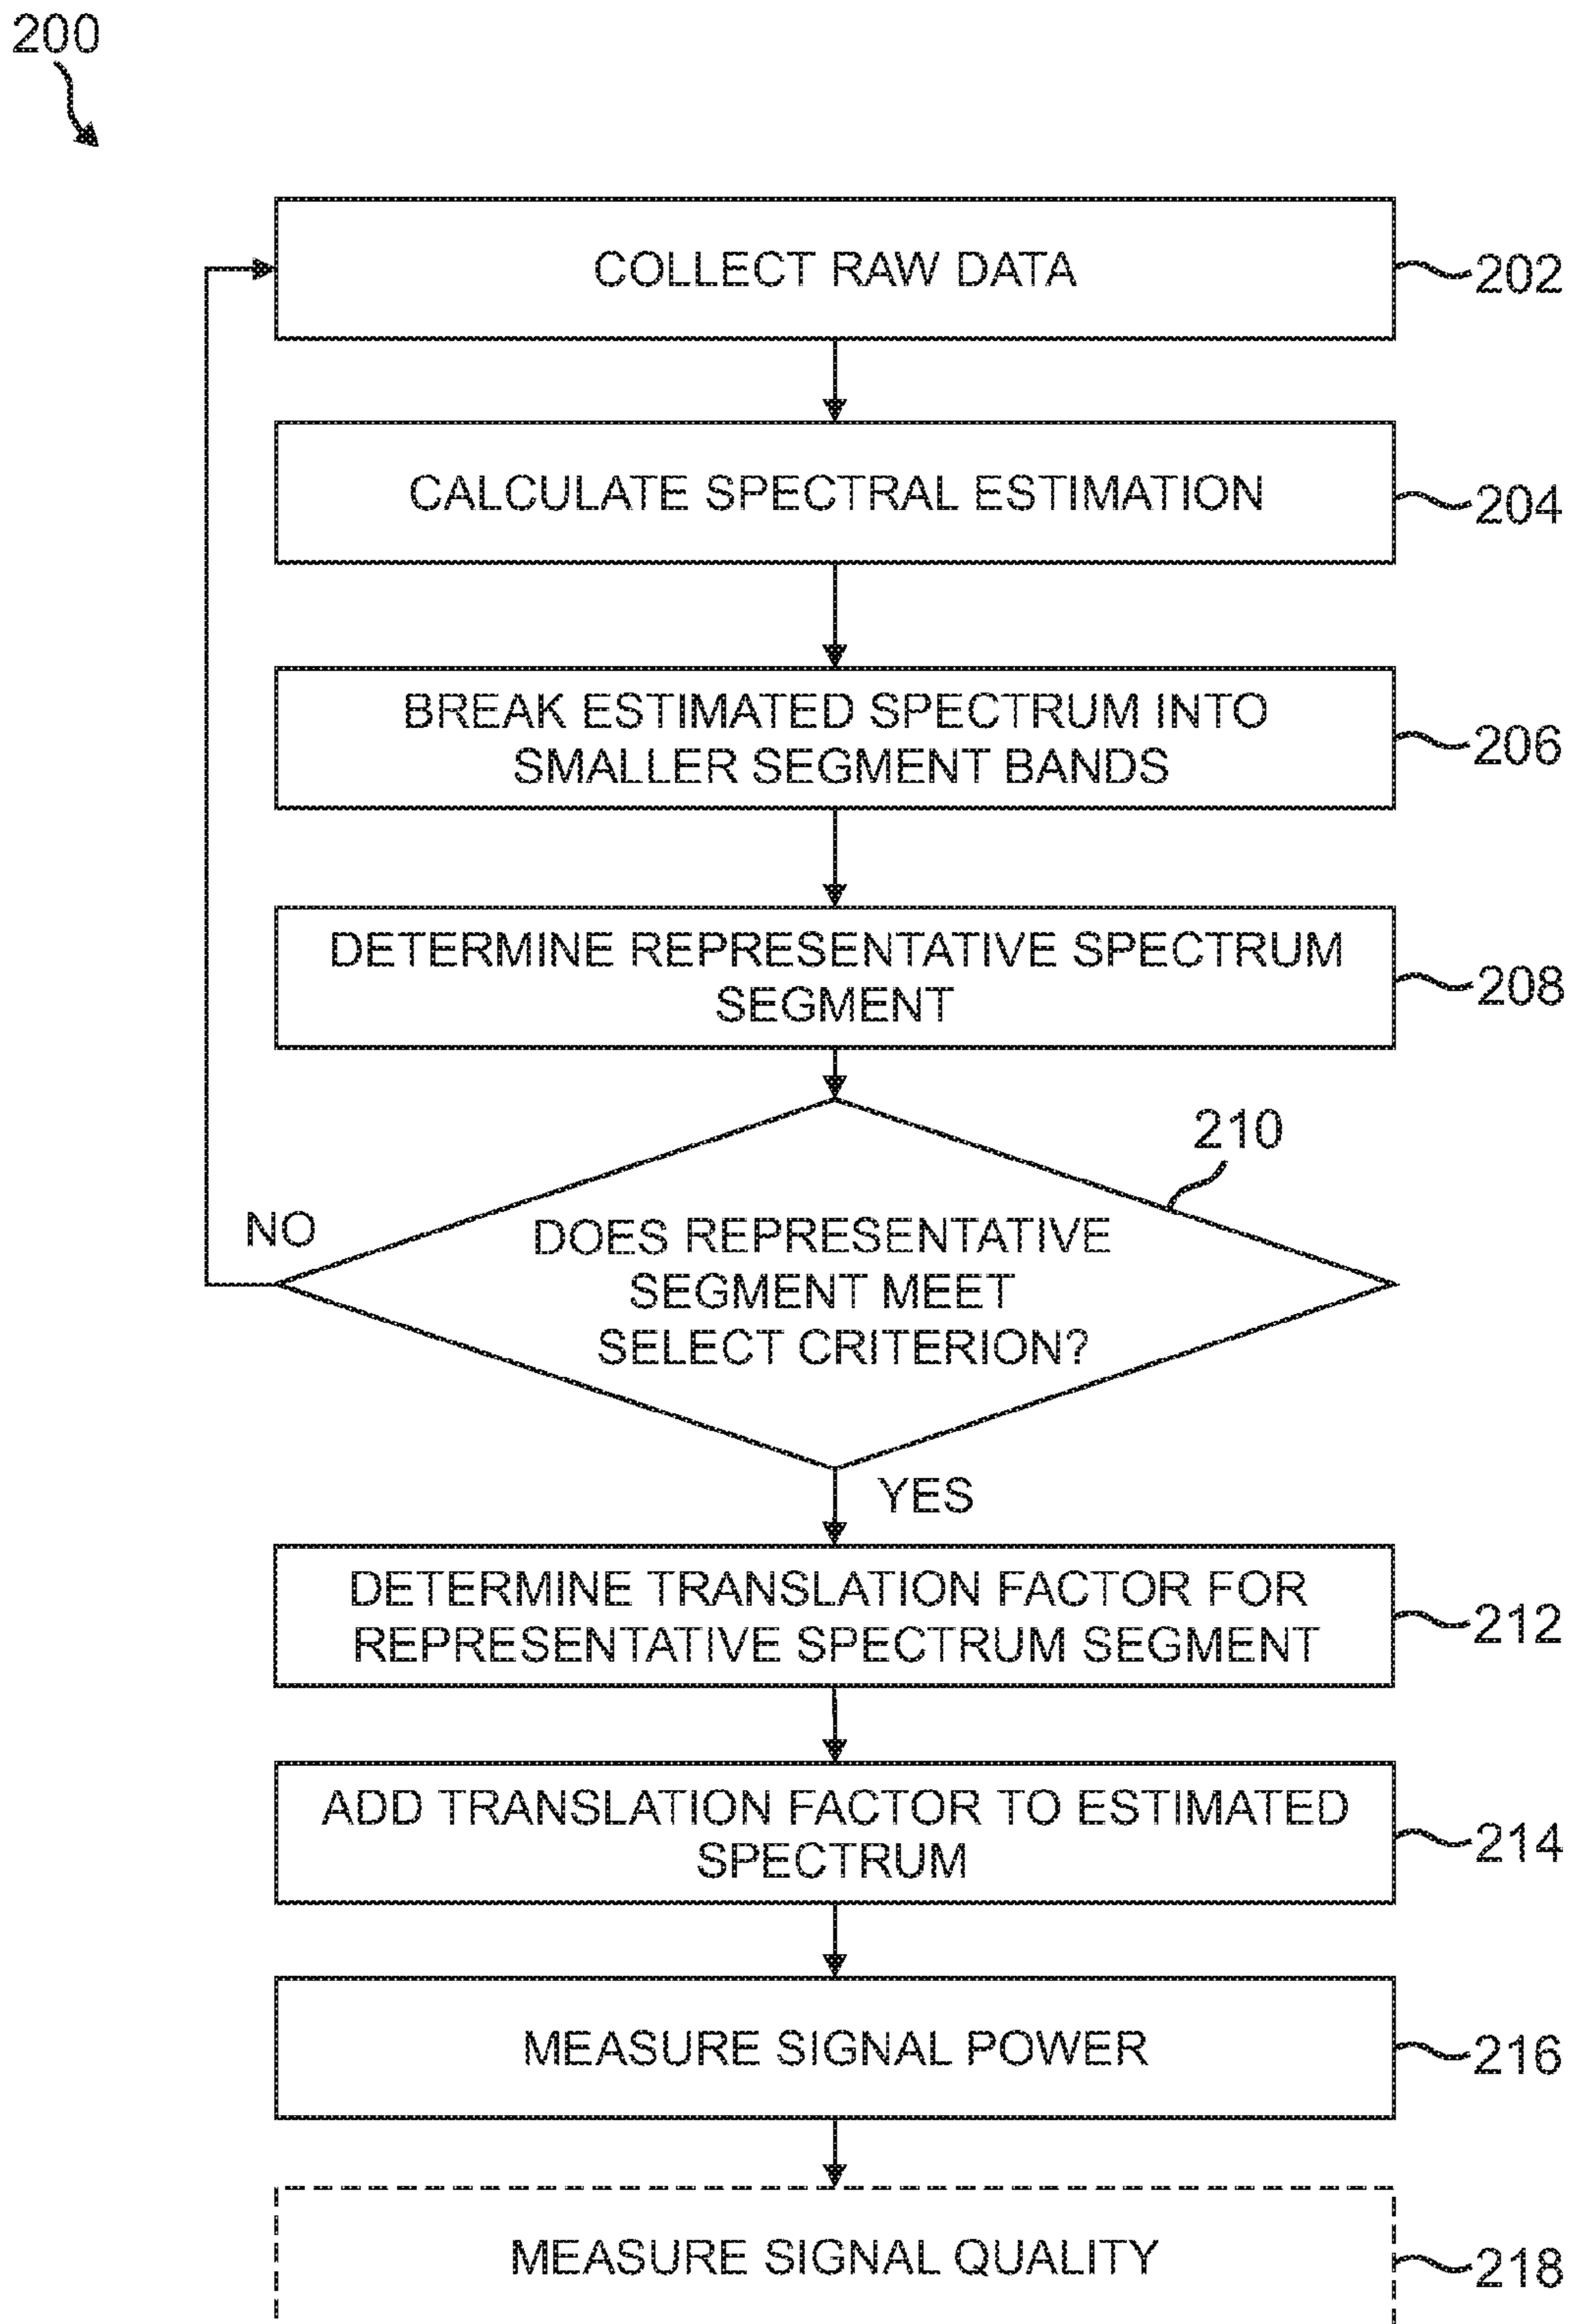 200
COLLECT RAW DATA
202
CALCULATE SPECTRAL ESTIMATION
204
BREAK ESTIMATED SPECTRUM INTO
SMALLER SEGMENT BANDS
206
DETERMINE REPRESENTATIVE SPECTRUM
SEGMENT
208
210
NO
DOES REPRESENTATIVE
SEGMENT MEET
SELECT CRITERION?
YES
DETERMINE TRANSLATION FACTOR FOR
REPRESENTATIVE SPECTRUM SEGMENT
212
ADD TRANSLATION FACTOR TO ESTIMATED
SPECTRUM
214
MEASURE SIGNAL POWER
216
MEASURE SIGNAL QUALITY
218